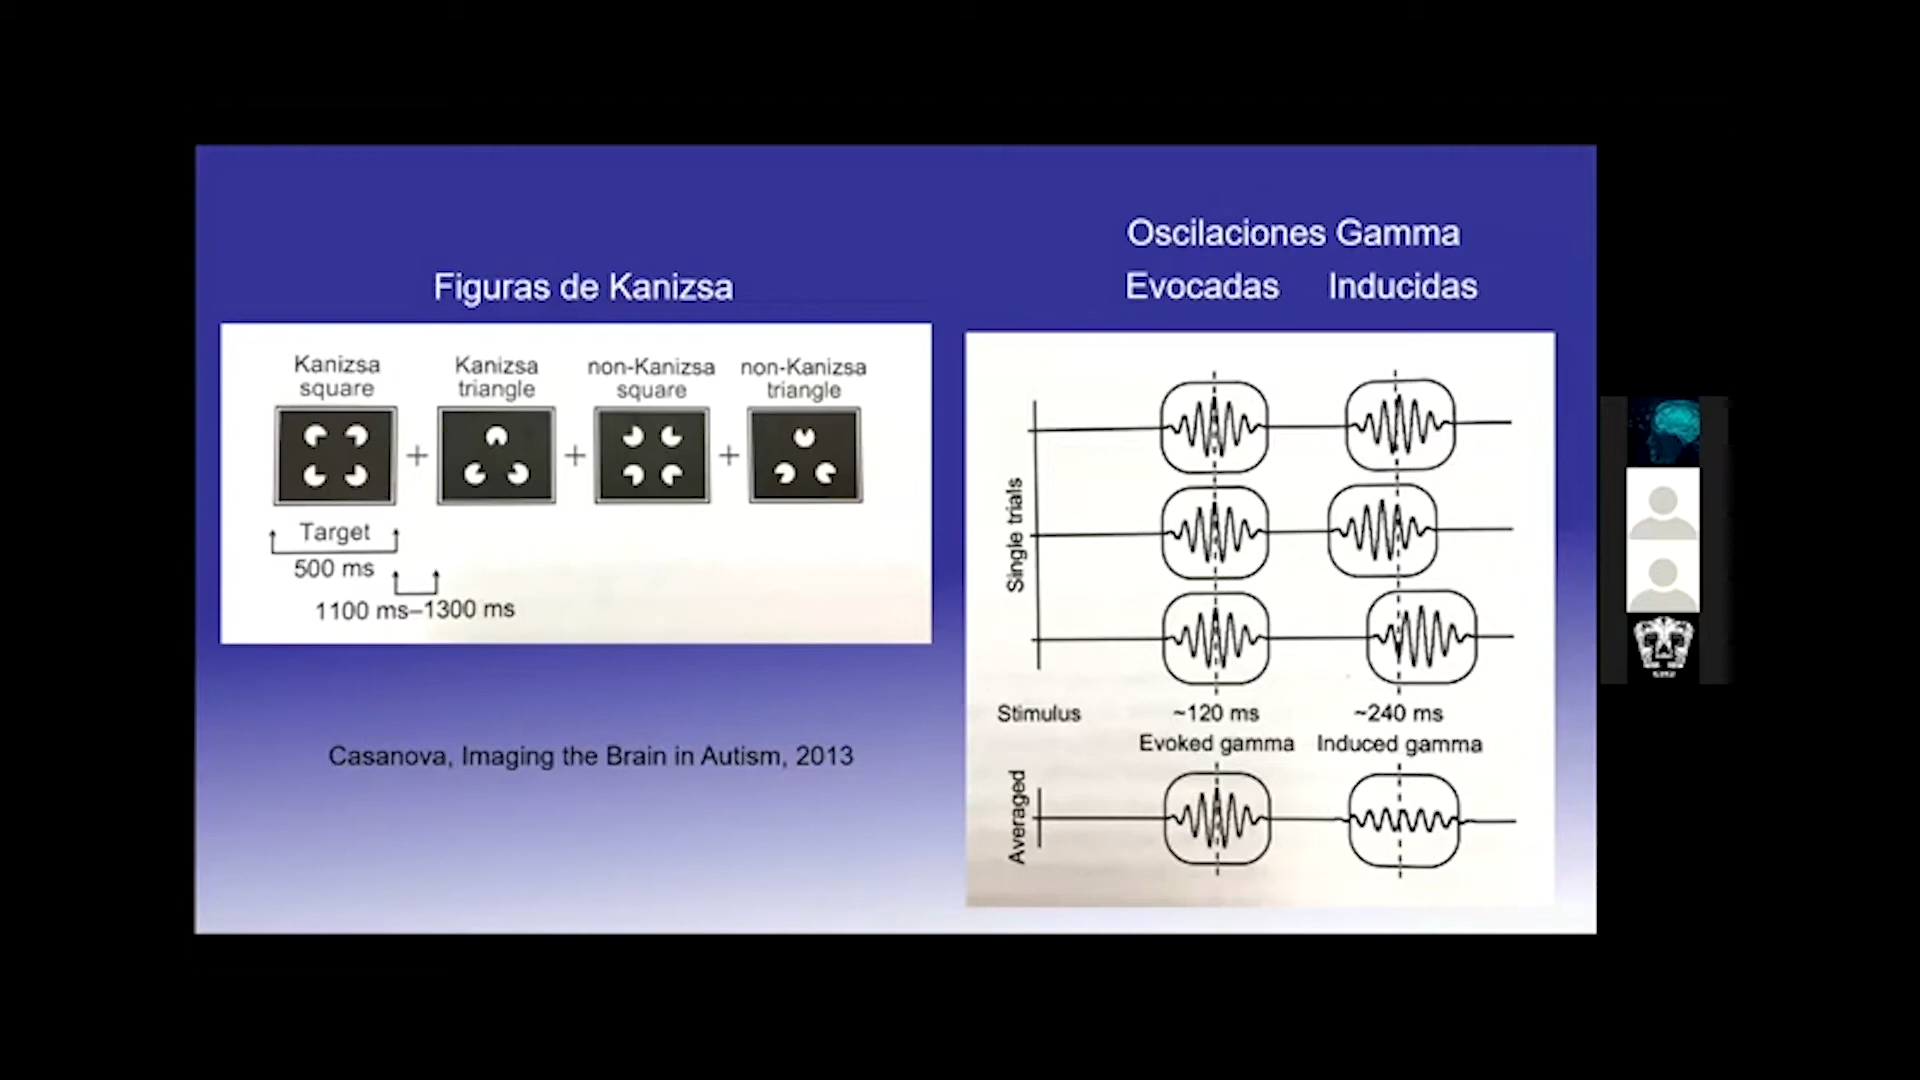 Figuras de Kanizsa
Kanizsa
square
Kanizsa
triangle
non-Kanizsa
square
non-Kanizsa
triangle
+
+
+
Target
500 ms
1100 ms–1300 ms
Casanova, Imaging the Brain in Autism, 2013
Oscilaciones Gamma
Evocadas Inducidas
Single trials
Stimulus
~120 ms
~240 ms
Evoked gamma
Induced gamma
Averaged